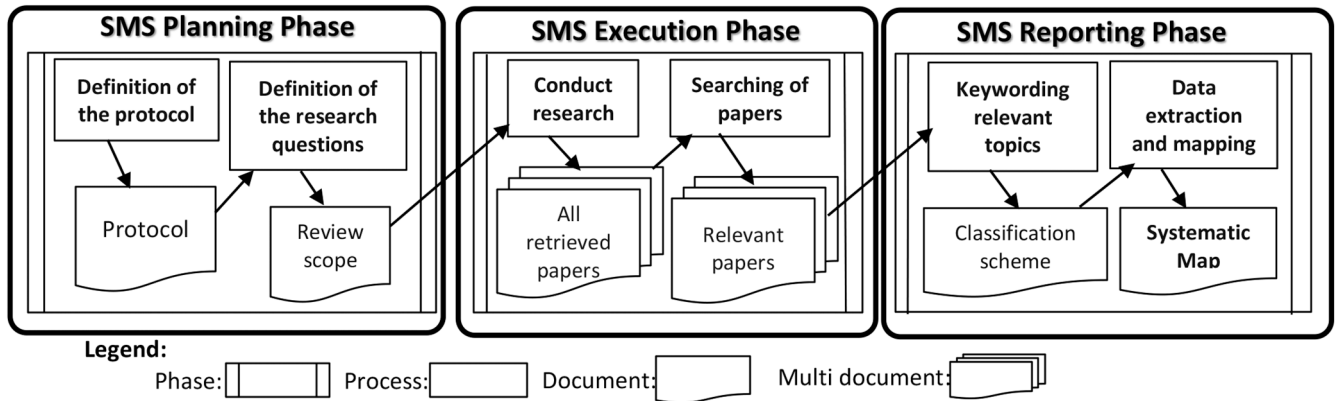 SMS Planning Phase
Definition of
the protocol
Definition of
the research
questions
Protocol
Review
scope
SMS Execution Phase
Conduct
research
Searching of
papers
All
retrieved
papers
Relevant
papers
SMS Reporting Phase
Keywording
relevant
topics
Data
extraction
and mapping
Classification
scheme
Systematic
Map
Legend:
Phase:
Process:
Document:
Multi document: